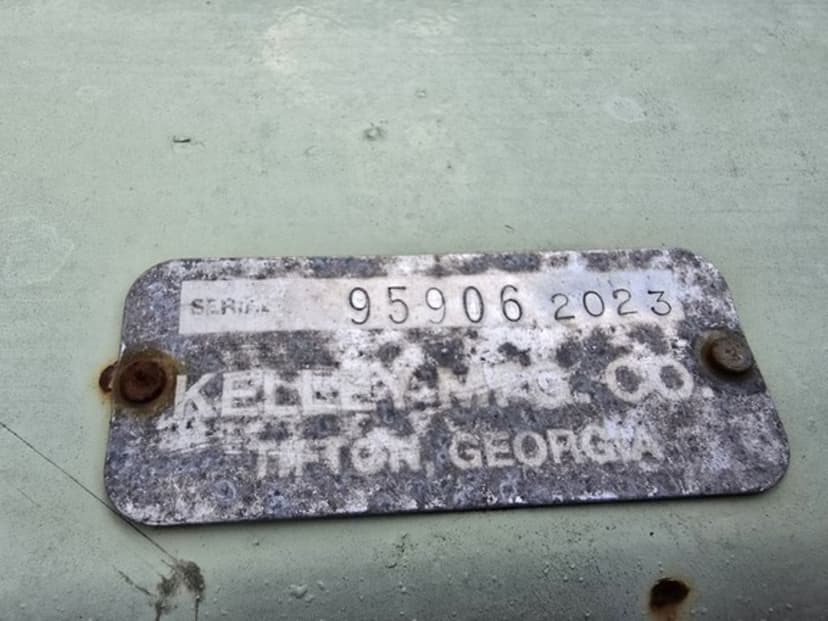 SERIAL 95906 2023
KELLEY MFG. CO.
TIFTON, GEORGIA